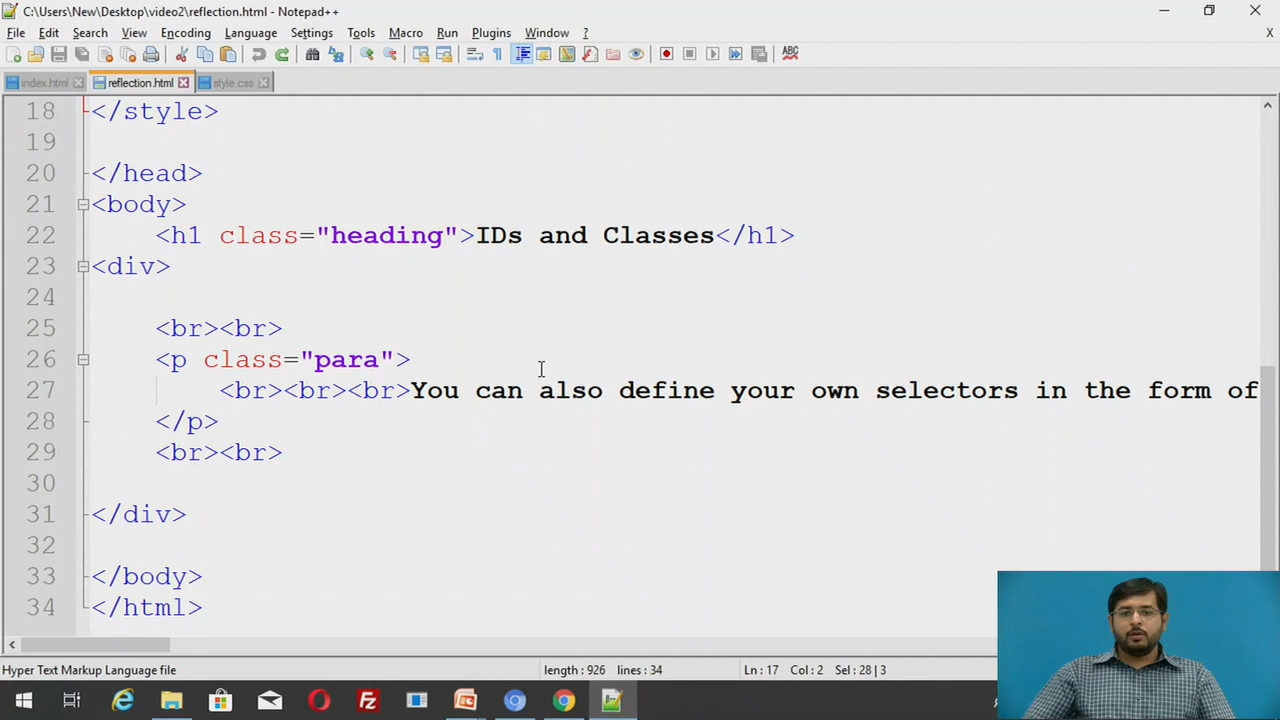 C:\Users\New\Desktop\video2\reflection.html - Notepad++
File Edit Search View Encoding Language Settings Tools Macro Run Plugins Window ? X
ABC
index.html reflection.html style.css
18 </style>
19
20 </head>
21 <body>
22 <h1 class="heading">IDs and Classes</h1>
23 <div>
24
25 <br><br>
26 <p class="para">
27 <br><br><br>You can also define your own selectors in the form of
28 </p>
29 <br><br>
30
31 </div>
32
33 </body>
34 </html>
Hyper Text Markup Language file length : 926 lines : 34 Ln : 17 Col : 2 Sel : 28 | 3